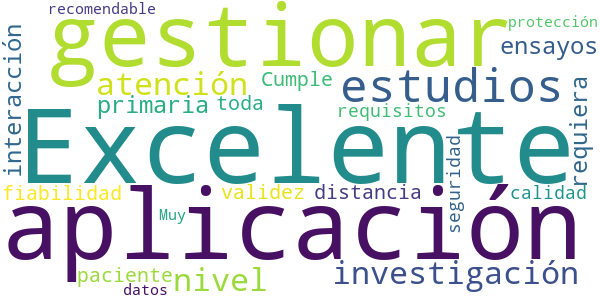 recomendable
gestionar
protección
ensayos
interacción
atención
Cumple
estudios
requiera
primaria
toda
requisitos
Excelente
seguridad
fiabilidad
validez
distancia
calidad
aplicación
Muy
paciente
nivel
investigación
datos